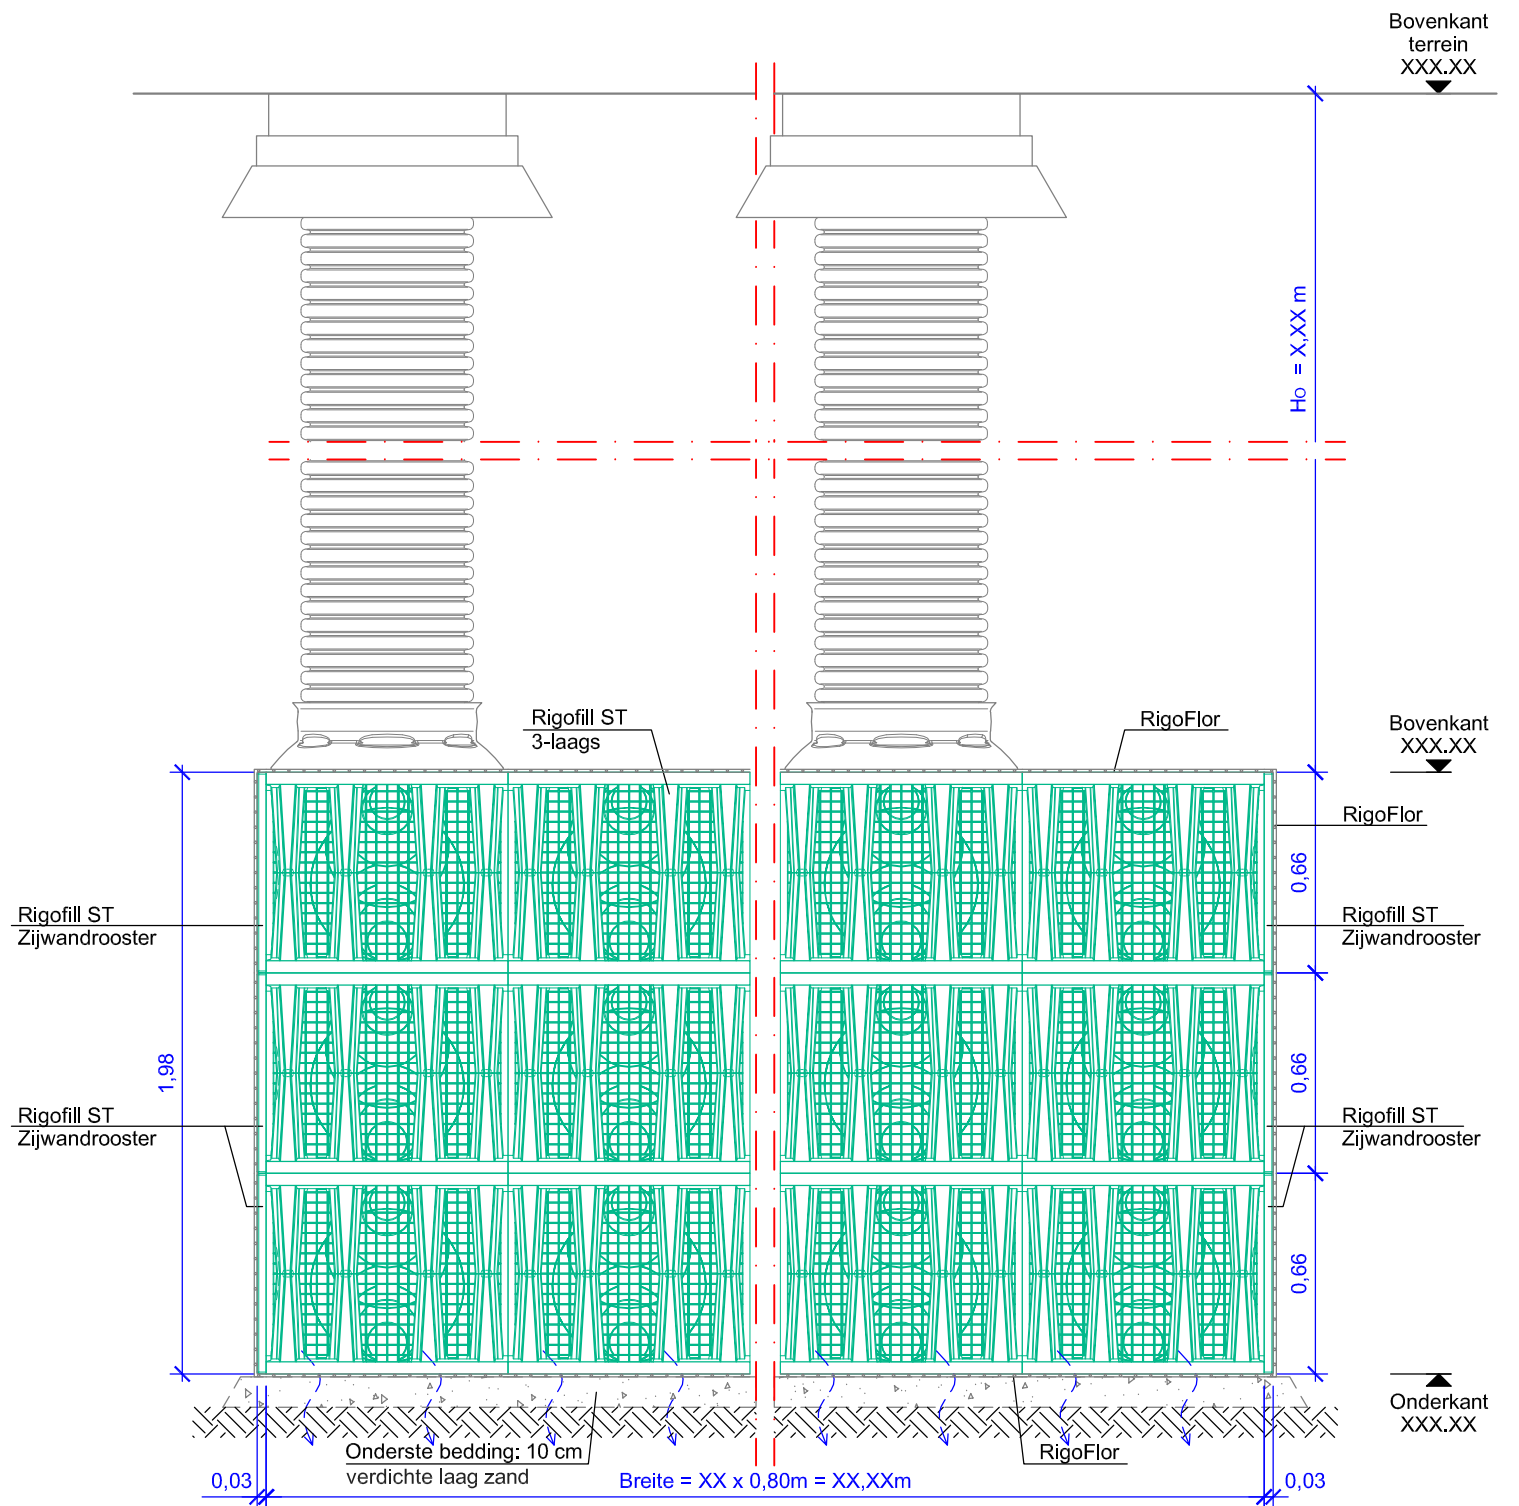 Bovenkant
terrein
XXX.XX
Ho = X,XX m
Rigofill ST
3-laags
RigoFlor
Bovenkant
XXX.XX
RigoFlor
0,66
Rigofill ST
Zijwandrooster
Rigofill ST
Zijwandrooster
1,98
0,66
Rigofill ST
Zijwandrooster
Rigofill ST
Zijwandrooster
0,66
Onderkant
XXX.XX
Onderste bedding: 10 cm
verdichte laag zand
RigoFlor
0,03
Breite = XX x 0,80m = XX,XXm
0,03